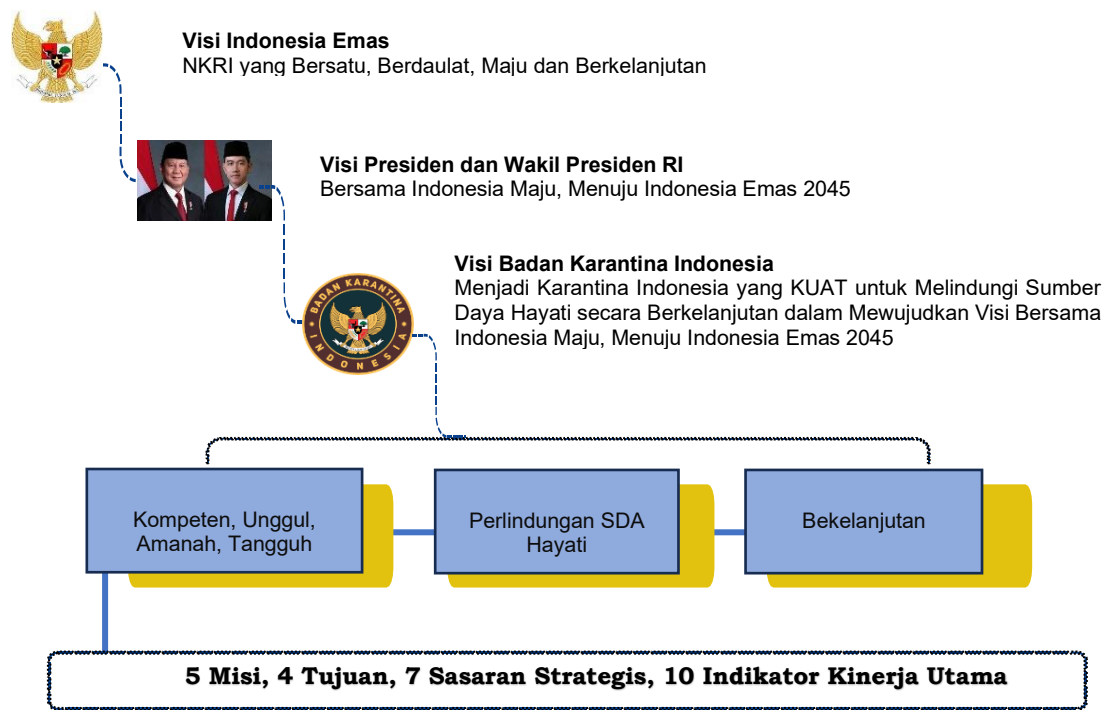 Visi Indonesia Emas
NKRI yang Bersatu, Berdaulat, Maju dan Berkelanjutan
Visi Presiden dan Wakil Presiden RI
Bersama Indonesia Maju, Menuju Indonesia Emas 2045
Visi Badan Karantina Indonesia
Menjadi Karantina Indonesia yang KUAT untuk Melindungi Sumber
Daya Hayati secara Berkelanjutan dalam Mewujudkan Visi Bersama
Indonesia Maju, Menuju Indonesia Emas 2045
BADAN KARANTINA
INDONESIA
Kompeten, Unggul,
Amanah, Tangguh
Perlindungan SDA
Hayati
Bekelanjutan
5 Misi, 4 Tujuan, 7 Sasaran Strategis, 10 Indikator Kinerja Utama